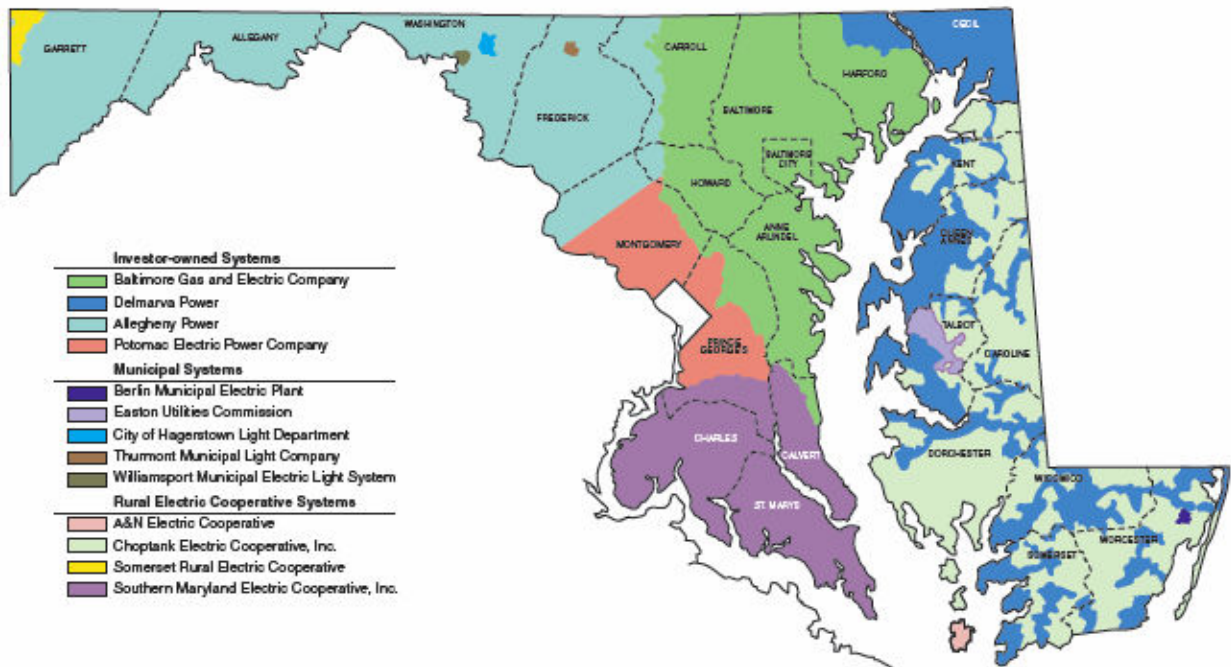 WASHINGTON
CECIL
GARRETT
ALLEGANY
CARROLL
HARFORD
FREDERICK
BALTIMORE
BALTIMORE
CITY
KENT
HOWARD
ANNE
ARUNDEL
QUEEN
ANNES
MONTGOMERY
TALBOT
PRINCE
GEORGES
CAROLINE
CHARLES
CALVERT
DORCHESTER
WICOMICO
ST. MARYS
WORCESTER
SOMERSET
Investor-owned Systems
Baltimore Gas and Electric Company
Delmarva Power
Allegheny Power
Potomac Electric Power Company
Municipal Systems
Berlin Municipal Electric Plant
Easton Utilities Commission
City of Hagerstown Light Department
Thurmont Municipal Light Company
Williamsport Municipal Electric Light System
Rural Electric Cooperative Systems
A&N Electric Cooperative
Choptank Electric Cooperative, Inc.
Somerset Rural Electric Cooperative
Southern Maryland Electric Cooperative, Inc.